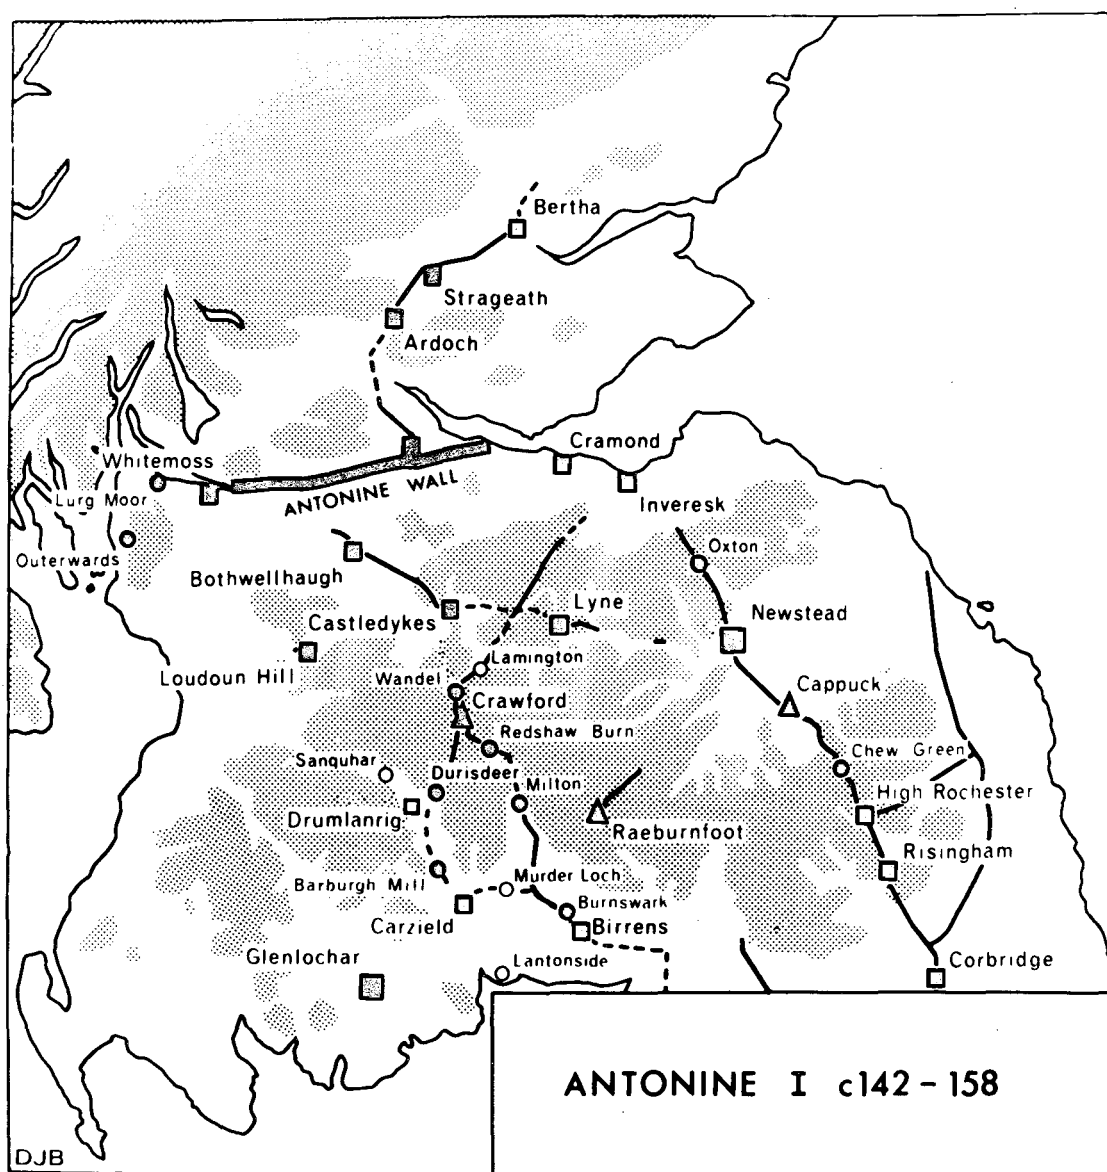 Bertha
Strageath
Ardoch
Cramond
Whitemoss
Lurg Moor
ANTONINE WALL
Inveresk
Outerwards
Oxton
Bothwellhaugh
Castledykes
Lyne
Newstead
Loudoun Hill
Lamington
Wandel
Crawford
Cappuck
Redshaw Burn
Sanquhar
Chew Green
Durisdeer
Milton
High Rochester
Drumlanrig
Raeburnfoot
Risingham
Barburgh Mill
Murder Loch
Carzield
Burnswark
Birrens
Glenlochar
Lantonside
Corbridge
ANTONINE I c142-158
DJB